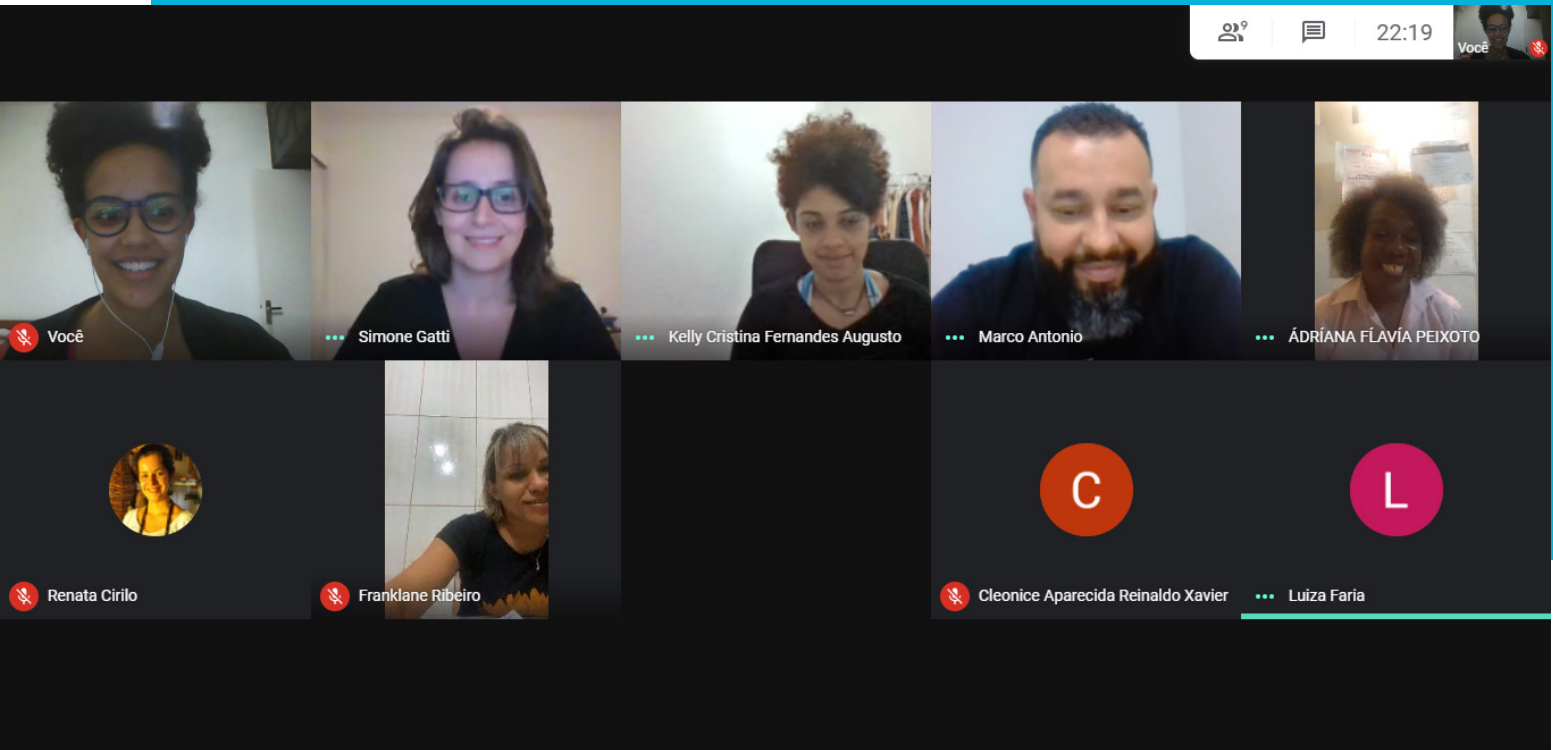 9
22:19
Você
Você
Simone Gatti
Kelly Cristina Fernandes Augusto
Marco Antonio
ÁDRÍANA FĹAVÍA PEIXOTO
Renata Cirilo
Franklane Ribeiro
C
Cleonice Aparecida Reinaldo Xavier
L
Luiza Faria